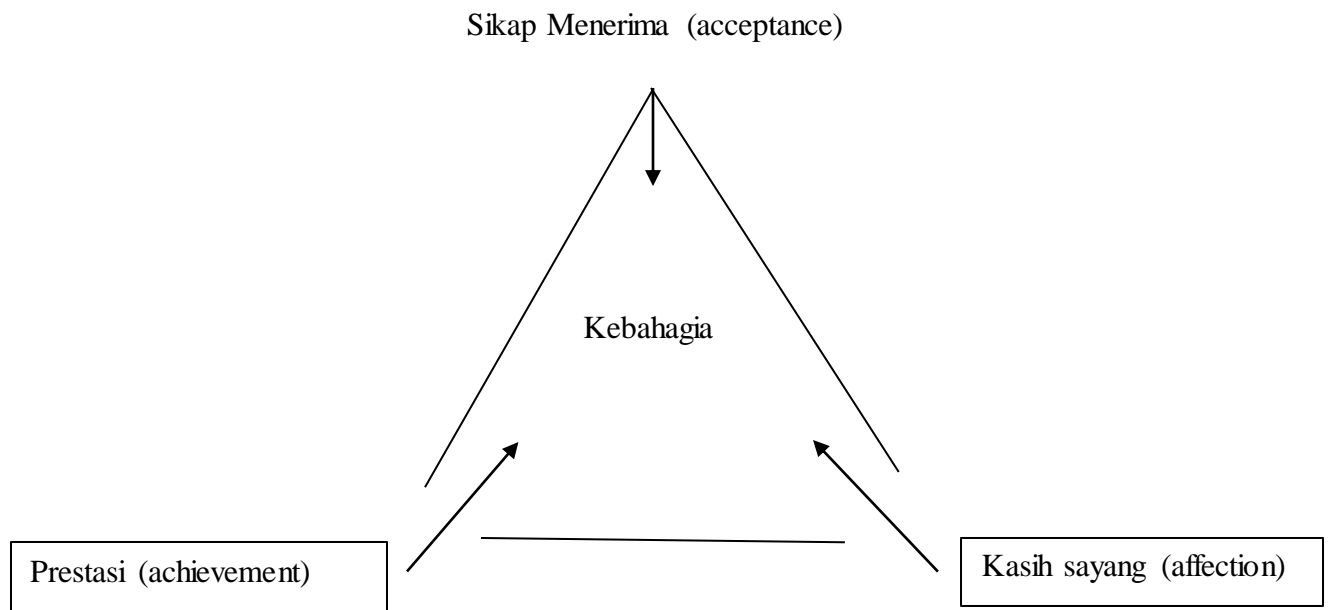 Sikap Menerima (acceptance)
Kebahagia
Prestasi (achievement)
Kasih sayang (affection)